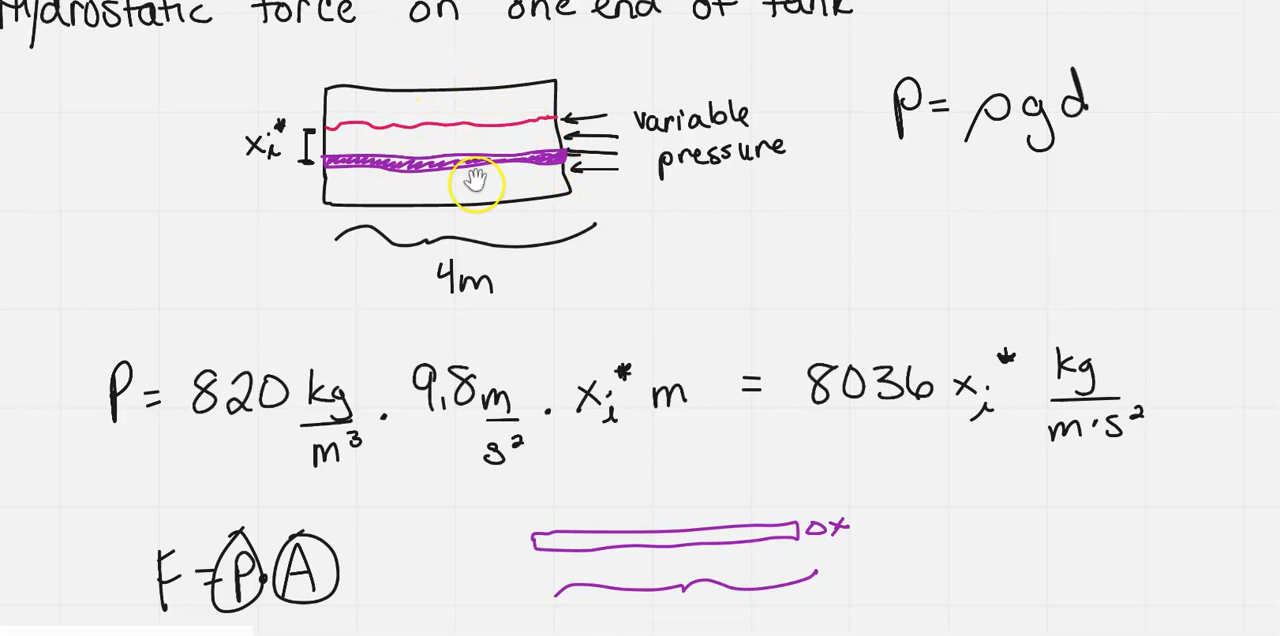 Hydrostatic force on one end of tank
P = ρgd
xᵢ*
variable
pressure
4m
P = 820 kg/m³ · 9.8 m/s² · xᵢ* m = 8036 xᵢ* kg/m·s²
F = P · A
Δx